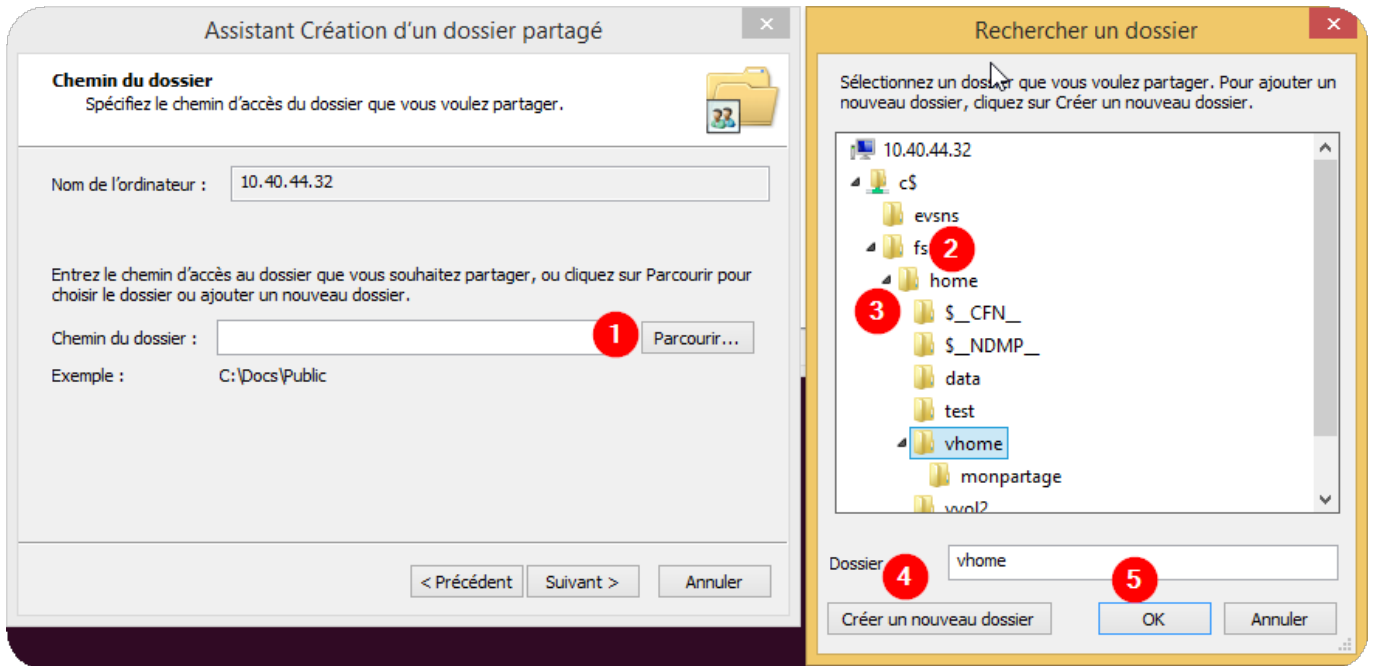 Assistant Création d'un dossier partagé
Chemin du dossier
Spécifiez le chemin d'accès du dossier que vous voulez partager.
Nom de l'ordinateur :
10.40.44.32
Entrez le chemin d'accès au dossier que vous souhaitez partager, ou cliquez sur Parcourir pour
choisir le dossier ou ajouter un nouveau dossier.
Chemin du dossier :
1
Parcourir...
Exemple :
C:\Docs\Public
< Précédent
Suivant >
Annuler
Rechercher un dossier
Sélectionnez un dossier que vous voulez partager. Pour ajouter un
nouveau dossier, cliquez sur Créer un nouveau dossier.
10.40.44.32
c$
evsns
fs
2
home
3
$_CFN_
$_NDMP_
data
test
vhome
monpartage
vvol2
Dossier
4
vhome
5
Créer un nouveau dossier
OK
Annuler